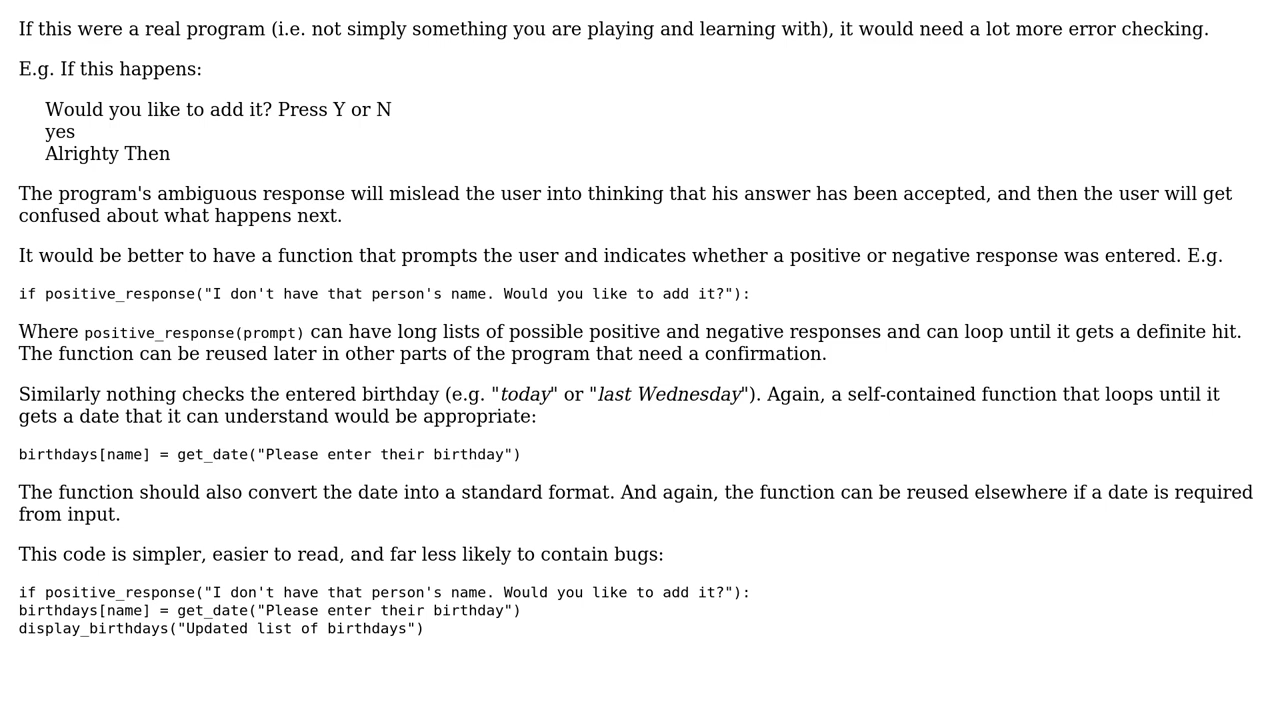 If this were a real program (i.e. not simply something you are playing and learning with), it would need a lot more error checking.
E.g. If this happens:
Would you like to add it? Press Y or N
yes
Alrighty Then
The program's ambiguous response will mislead the user into thinking that his answer has been accepted, and then the user will get
confused about what happens next.
It would be better to have a function that prompts the user and indicates whether a positive or negative response was entered. E.g.
if positive_response("I don't have that person's name. Would you like to add it?"):
Where positive_response(prompt) can have long lists of possible positive and negative responses and can loop until it gets a definite hit.
The function can be reused later in other parts of the program that need a confirmation.
Similarly nothing checks the entered birthday (e.g. "today" or "last Wednesday"). Again, a self-contained function that loops until it
gets a date that it can understand would be appropriate:
birthdays[name] = get_date("Please enter their birthday")
The function should also convert the date into a standard format. And again, the function can be reused elsewhere if a date is required
from input.
This code is simpler, easier to read, and far less likely to contain bugs:
if positive_response("I don't have that person's name. Would you like to add it?"):
birthdays[name] = get_date("Please enter their birthday")
display_birthdays("Updated list of birthdays")